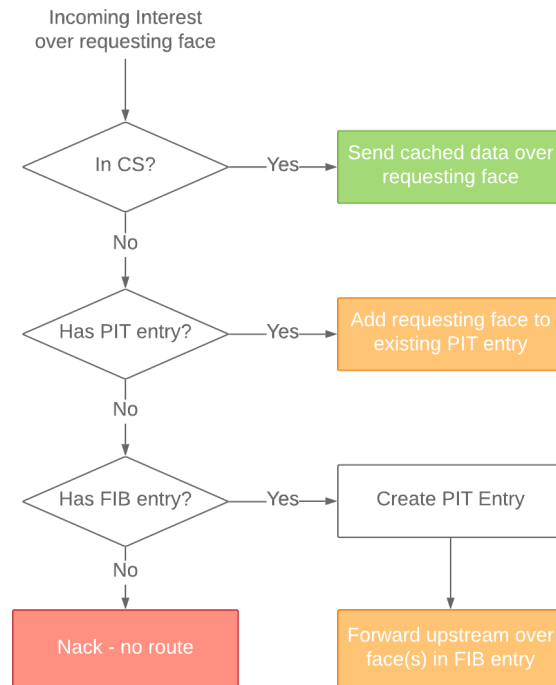 Incoming Interest
over requesting face
In CS?
Yes
Send cached data over
requesting face
No
Has PIT entry?
Yes
Add requesting face to
existing PIT entry
No
Has FIB entry?
Yes
Create PIT Entry
No
Nack - no route
Forward upstream over
face(s) in FIB entry